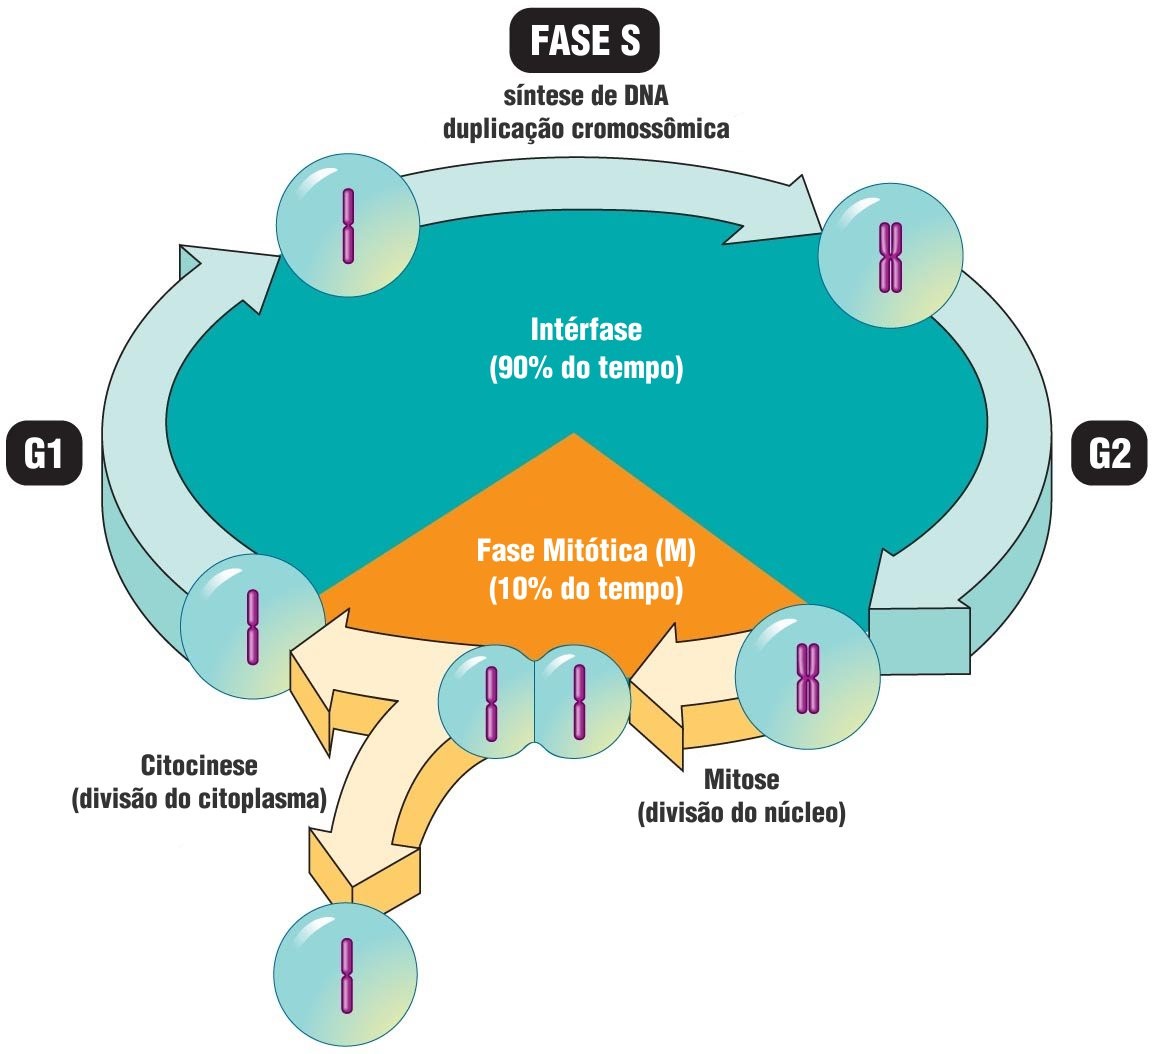 FASE S
síntese de DNA
duplicação cromossômica
Intérfase
(90% do tempo)
G1
G2
Fase Mitótica (M)
(10% do tempo)
Citocinese
(divisão do citoplasma)
Mitose
(divisão do núcleo)